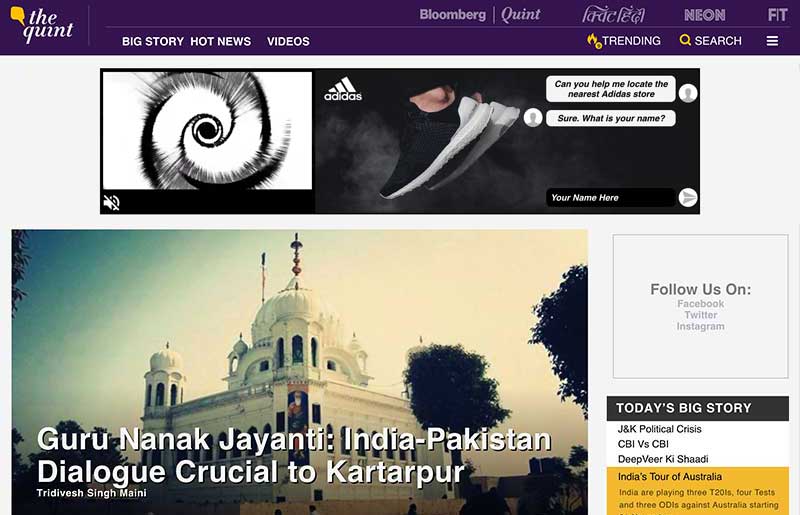 the
quint
Bloomberg | Quint
क्विंट हिंदी
NEON
FIT
BIG STORY HOT NEWS VIDEOS
TRENDING
SEARCH
adidas
Can you help me locate the
nearest Adidas store
Sure. What is your name?
Your Name Here
Guru Nanak Jayanti: India-Pakistan
Dialogue Crucial to Kartarpur
Tridivesh Singh Maini
Follow Us On:
Facebook
Twitter
Instagram
TODAY'S BIG STORY
J&K Political Crisis
CBI Vs CBI
DeepVeer Ki Shaadi
India's Tour of Australia
India are playing three T20Is, four Tests
and three ODIs against Australia starting